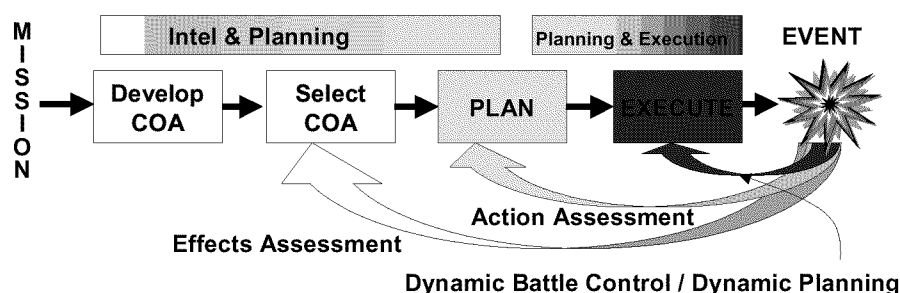 MISSION
Intel & Planning
Planning & Execution
EVENT
Develop
COA
Select
COA
PLAN
EXECUTE
Action Assessment
Effects Assessment
Dynamic Battle Control / Dynamic Planning